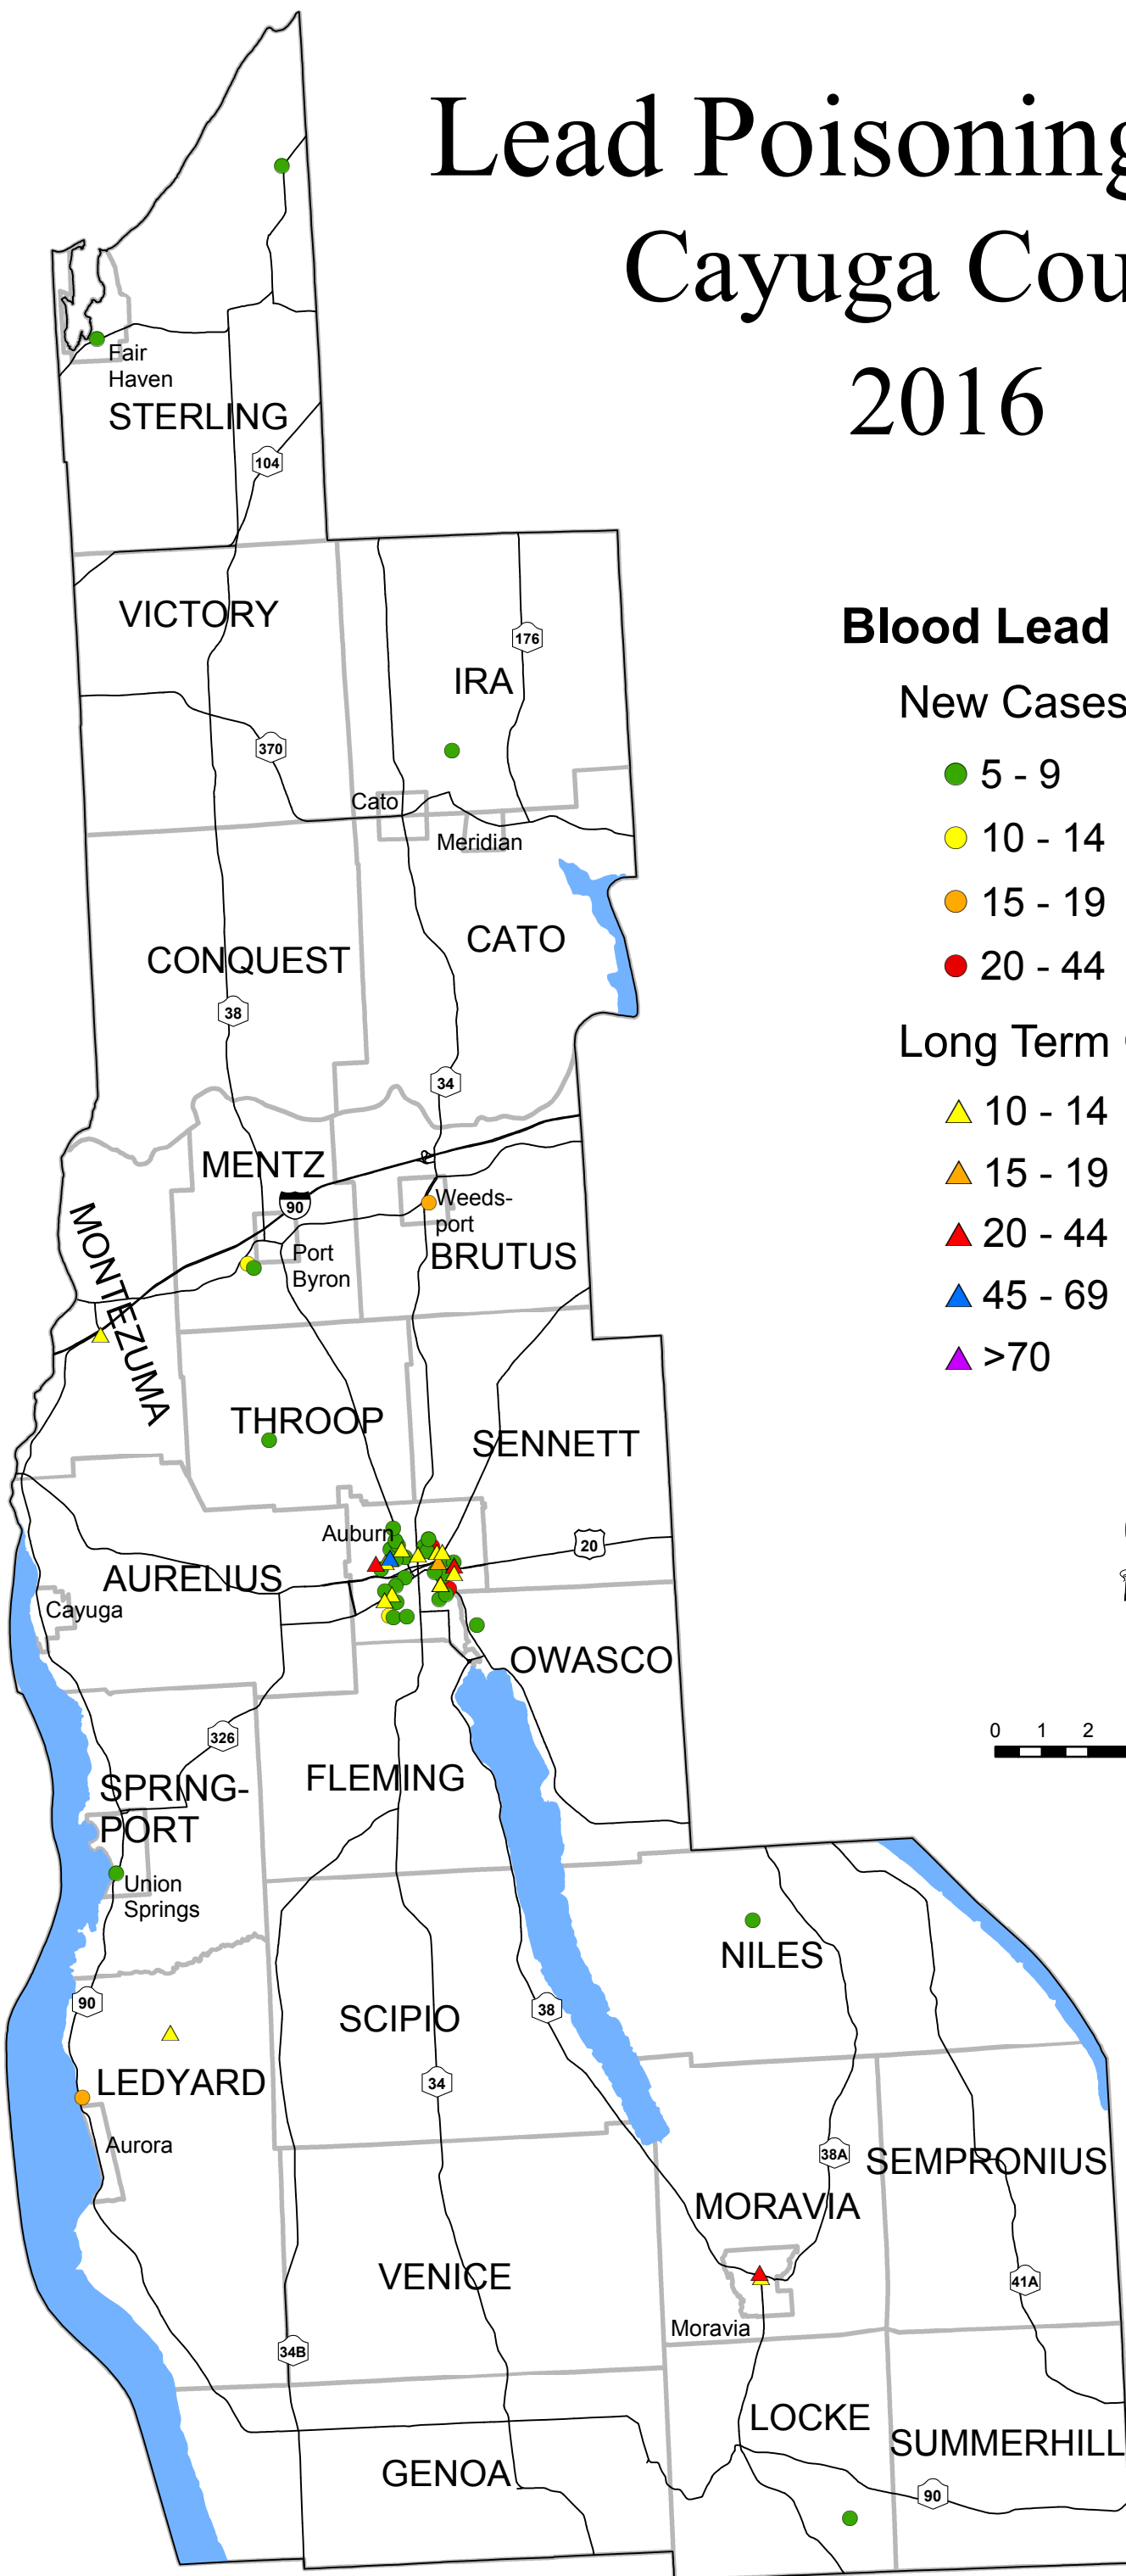 Lead Poisoning
Cayuga Cou
2016
Fair
Haven
STERLING
104
VICTORY
176
IRA
Blood Lead
New Cases
370
5 - 9
Cato
Meridian
10 - 14
15 - 19
CATO
CONQUEST
20 - 44
38
Long Term
34
10 - 14
MENTZ
15 - 19
90
Weeds-
port
20 - 44
MONTEZUMA
Port
Byron
BRUTUS
45 - 69
>70
THROOP
SENNETT
Auburn
20
AURELIUS
Cayuga
OWASCO
326
0 1 2
FLEMING
SPRING-
PORT
Union
Springs
NILES
90
38
SCIPIO
LEDYARD
34
Aurora
38A
SEMPRONIUS
MORAVIA
VENICE
41A
Moravia
34B
LOCKE
SUMMERHILL
GENOA
90